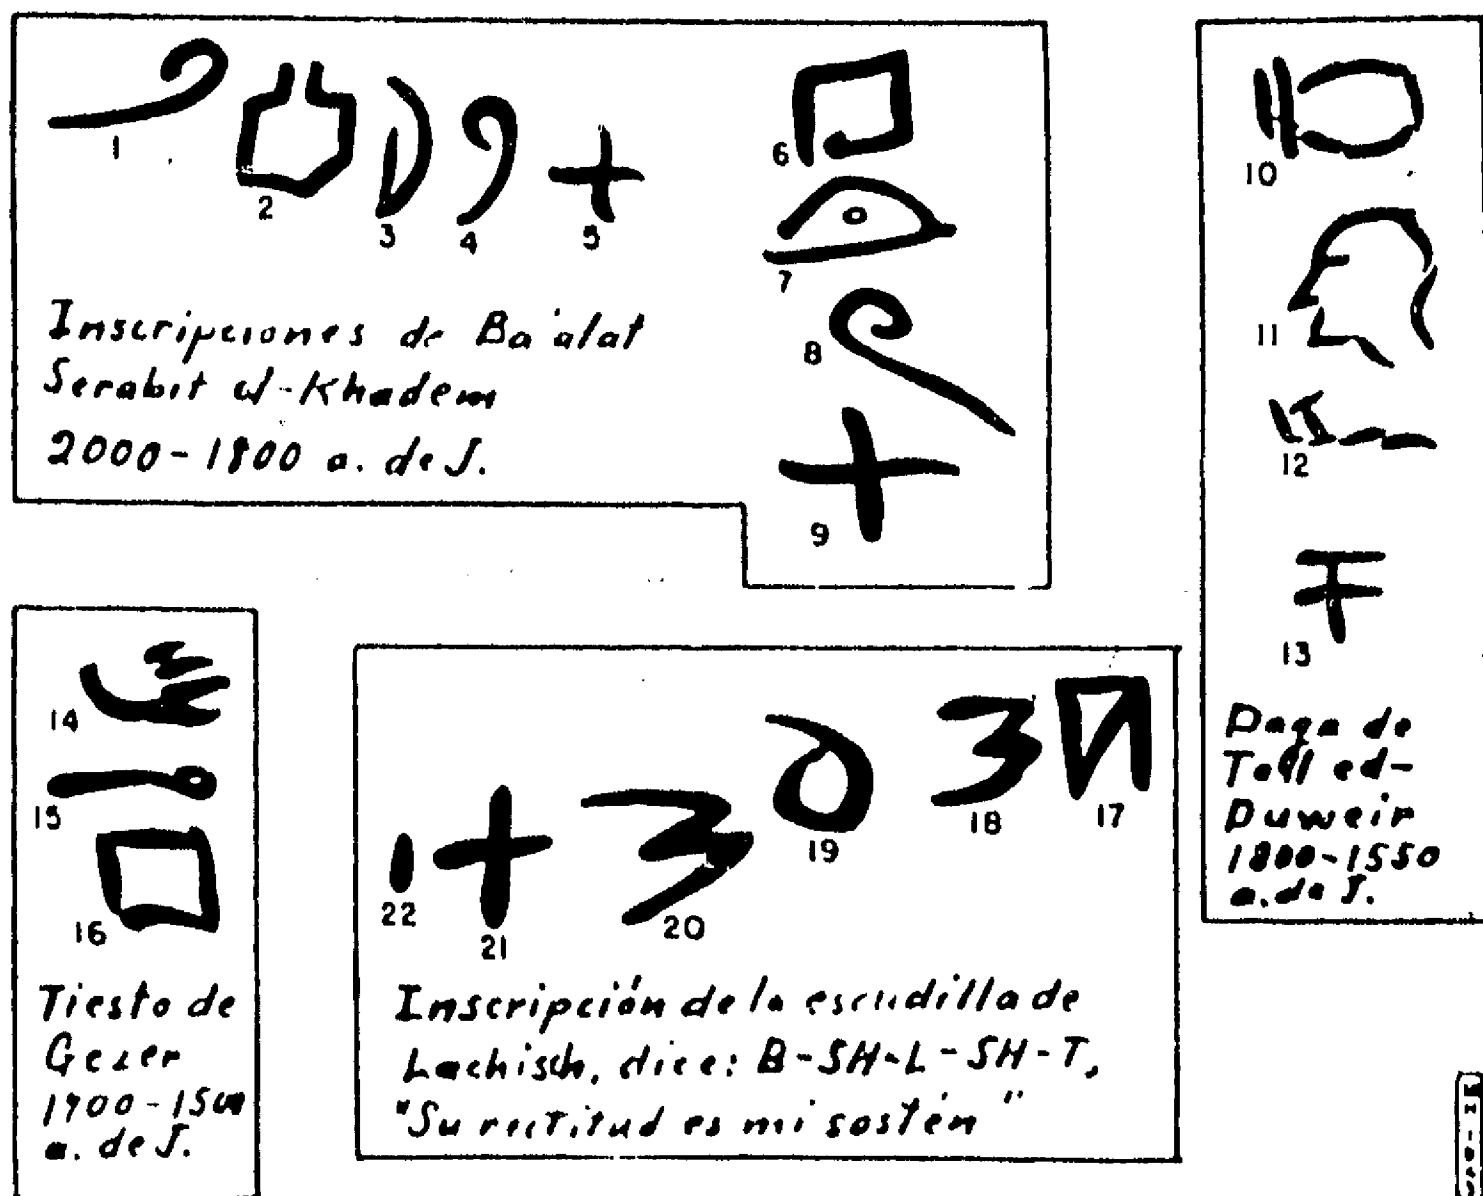 1
2
3
4
5
6
7
8
9
Inscripciones de Ba'alat
Serabit el-Khadem
2000-1800 a. de J.
10
11
12
13
Daga de
Tell ed-
Duweir
1800-1550
a. de J.
14
15
16
Tiesto de
Gezer
a. de J.
17
18
19
20
21
22
Inscripción de la escudilla de
Lachisch, dice: B-SH-L-SH-T,
"Su rectitud es mi sostén"